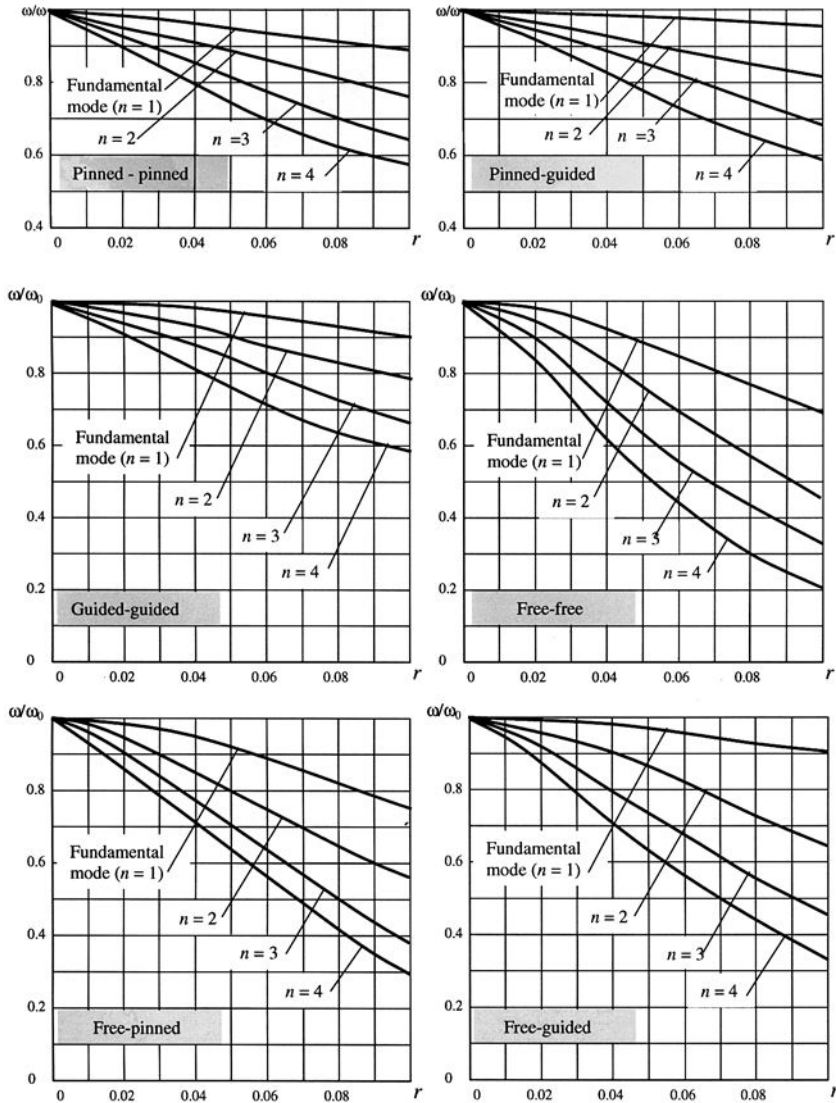 ω/ω
0.8
0.6
0.4
Fundamental
mode (n = 1)
n = 2
n =3
n = 4
Pinned - pinned
0 0.02 0.04 0.06 0.08 r
ω/ω
0.8
0.6
0.4
Fundamental
mode (n = 1)
n = 2
n =3
n = 4
Pinned-guided
0 0.02 0.04 0.06 0.08 r
ω/ω0
0.8
0.6
0.4
0.2
0
Fundamental
mode (n = 1)
n = 2
n = 3
n = 4
Guided-guided
0 0.02 0.04 0.06 0.08 r
ω/ω0
0.8
0.6
0.4
0.2
0
Fundamental
mode (n = 1)
n = 2
n = 3
n = 4
Free-free
0 0.02 0.04 0.06 0.08 r
ω/ω0
0.8
0.6
0.4
0.2
0
Fundamental
mode (n = 1)
n = 2
n = 3
n = 4
Free-pinned
0 0.02 0.04 0.06 0.08 r
ω/ω0
0.8
0.6
0.4
0.2
0
Fundamental
mode (n = 1)
n = 2
n = 3
n = 4
Free-guided
0 0.02 0.04 0.06 0.08 r